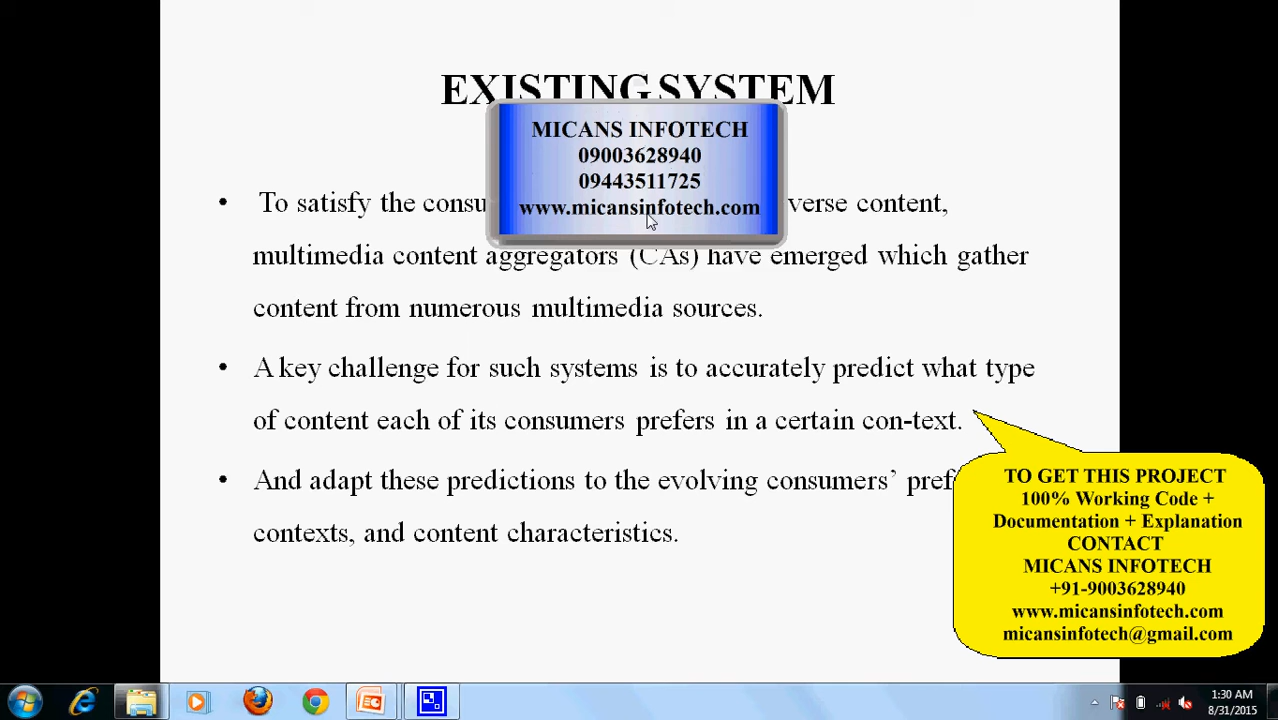 EXISTING SYSTEM
MICANS INFOTECH
09003628940
09443511725
www.micansinfotech.com
• To satisfy the verse content,
multimedia content aggregators (CAs) have emerged which gather
content from numerous multimedia sources.
• A key challenge for such systems is to accurately predict what type
of content each of its consumers prefers in a certain con-text.
• And adapt these predictions to the evolving consumers’
contexts, and content characteristics.
TO GET THIS PROJECT
100% Working Code +
Documentation + Explanation
CONTACT
MICANS INFOTECH
+91-9003628940
www.micansinfotech.com
micansinfotech@gmail.com
1:30 AM
8/31/2015